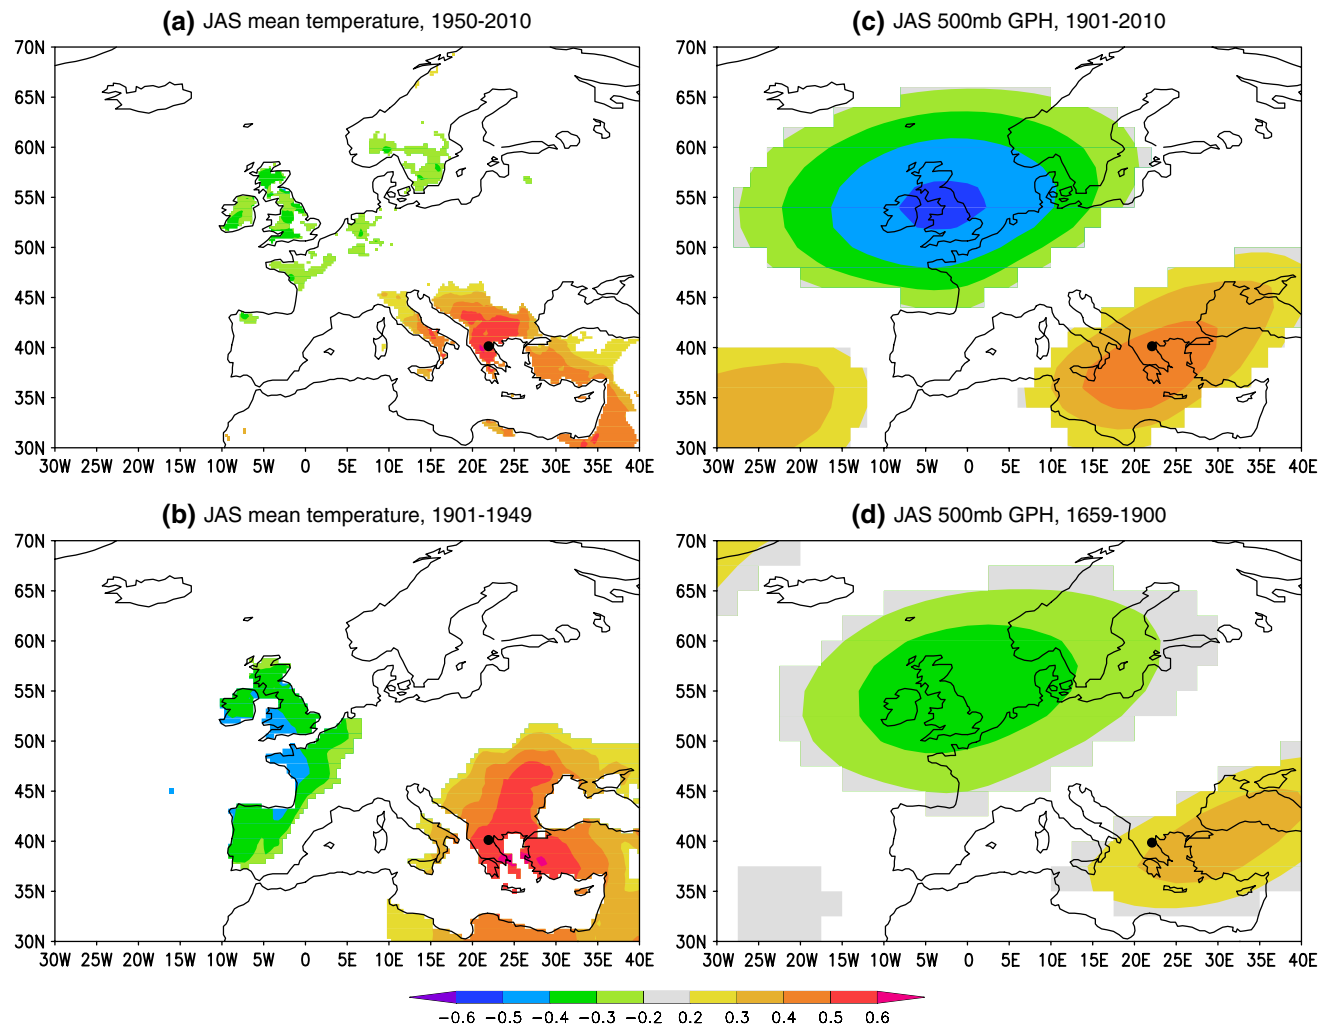 (a) JAS mean temperature, 1950-2010
70N
65N
60N
55N
50N
45N
40N
35N
30N
30W 25W 20W 15W 10W 5W 0 5E 10E 15E 20E 25E 30E 35E 40E
(c) JAS 500mb GPH, 1901-2010
70N
65N
60N
55N
50N
45N
40N
35N
30N
30W 25W 20W 15W 10W 5W 0 5E 10E 15E 20E 25E 30E 35E 40E
(b) JAS mean temperature, 1901-1949
70N
65N
60N
55N
50N
45N
40N
35N
30N
30W 25W 20W 15W 10W 5W 0 5E 10E 15E 20E 25E 30E 35E 40E
(d) JAS 500mb GPH, 1659-1900
70N
65N
60N
55N
50N
45N
40N
35N
30N
30W 25W 20W 15W 10W 5W 0 5E 10E 15E 20E 25E 30E 35E 40E
-0.6 -0.5 -0.4 -0.3 -0.2 0.2 0.3 0.4 0.5 0.6